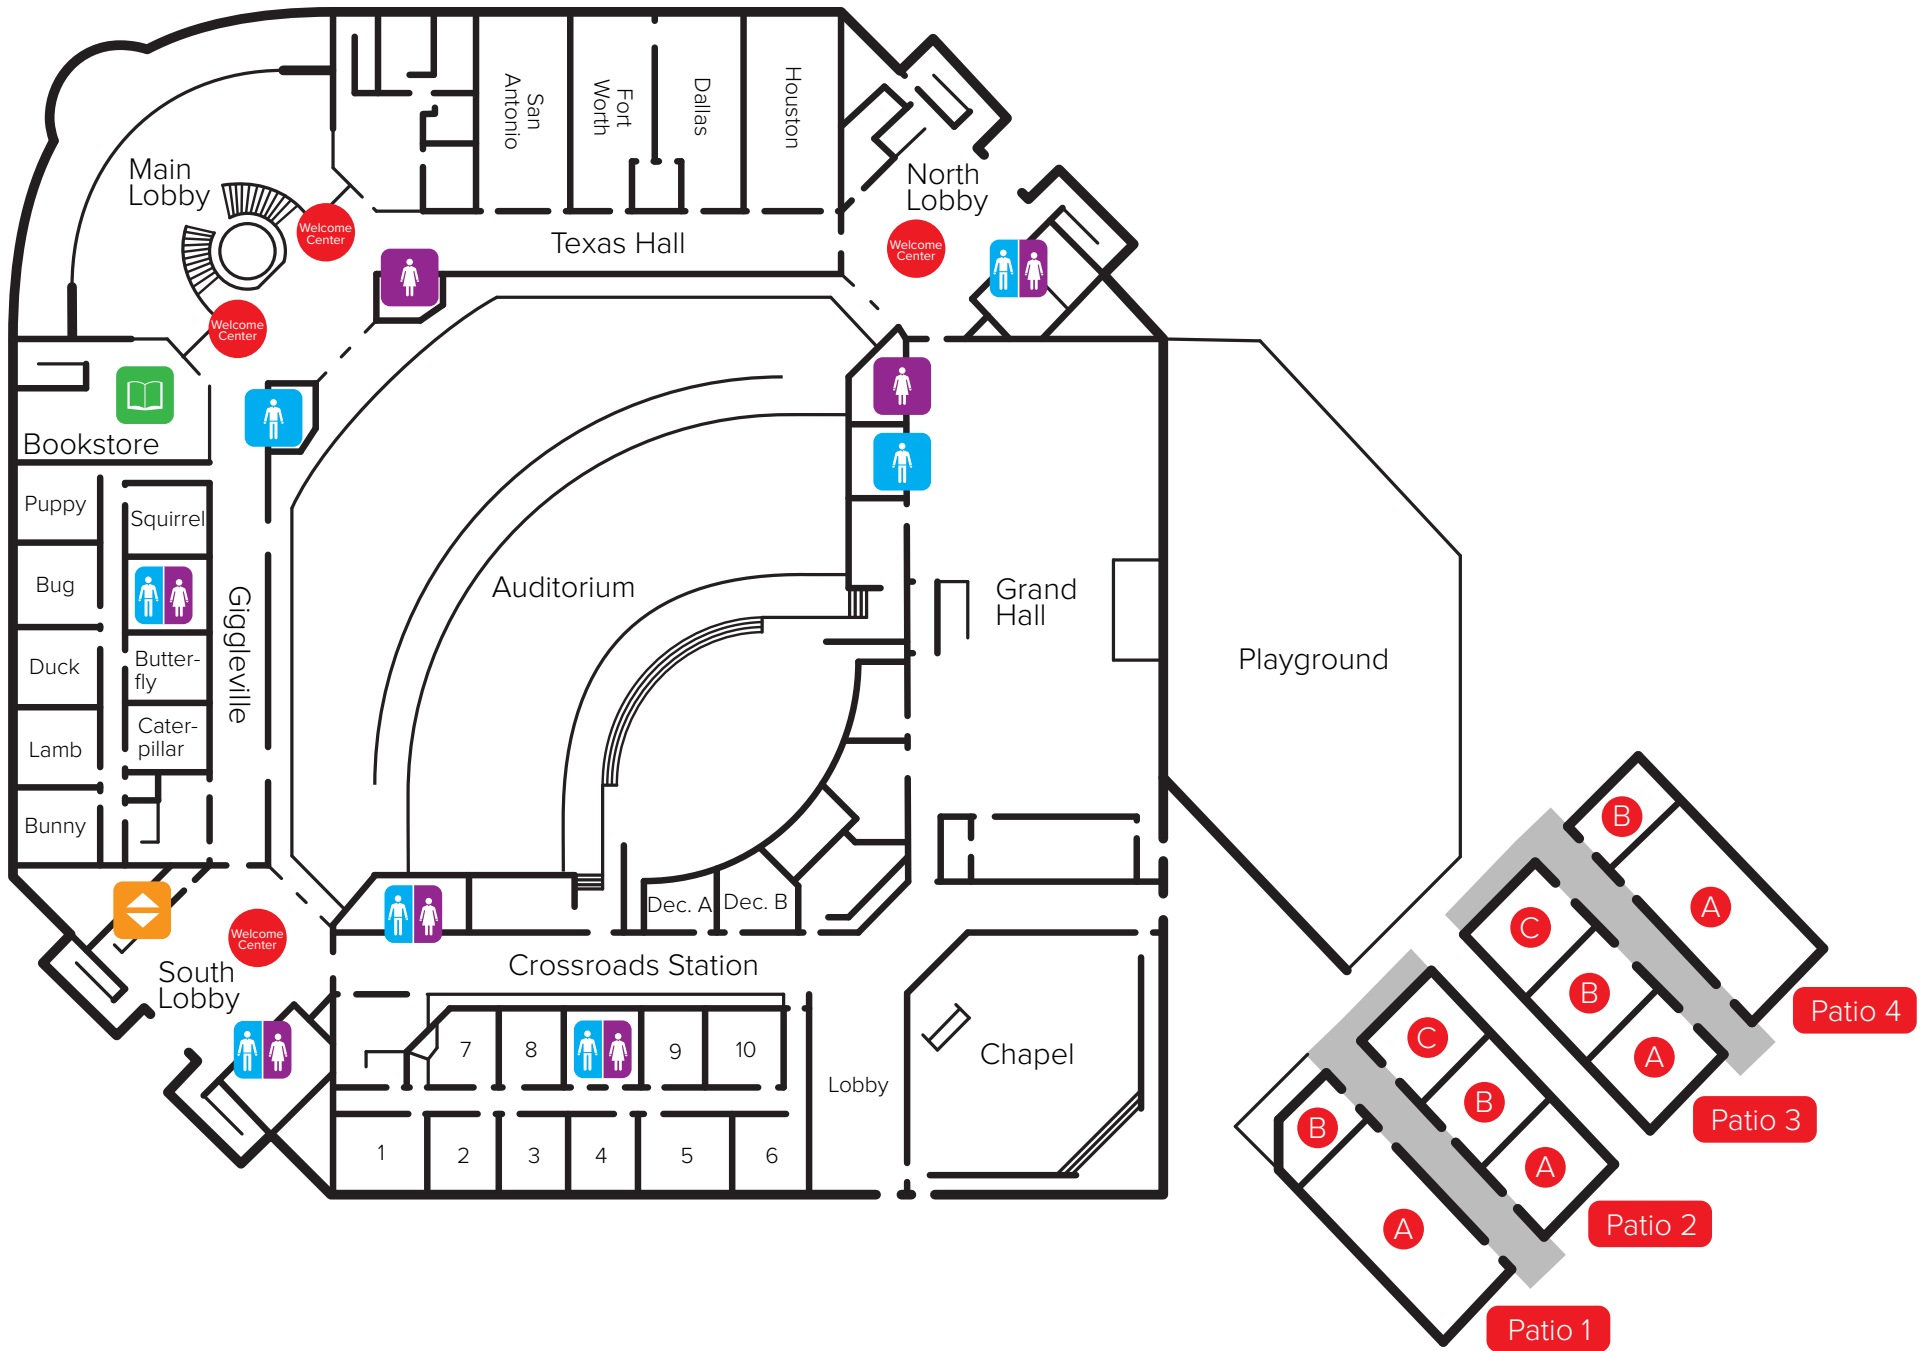 San
Antonio
Fort
Worth
Dallas
Houston
Main
Lobby
Welcome
Center
Texas Hall
North
Lobby
Welcome
Center
Welcome
Center
Bookstore
Puppy
Squirrel
Bug
Giggleville
Auditorium
Grand
Hall
Duck
Butter-
fly
Playground
Lamb
Cater-
pillar
Bunny
Dec. A
Dec. B
Welcome
Center
South
Lobby
Crossroads Station
7
8
9
10
Chapel
Lobby
1
2
3
4
5
6
B
A
C
B
A
Patio 4
C
B
A
Patio 3
B
A
Patio 2
Patio 1